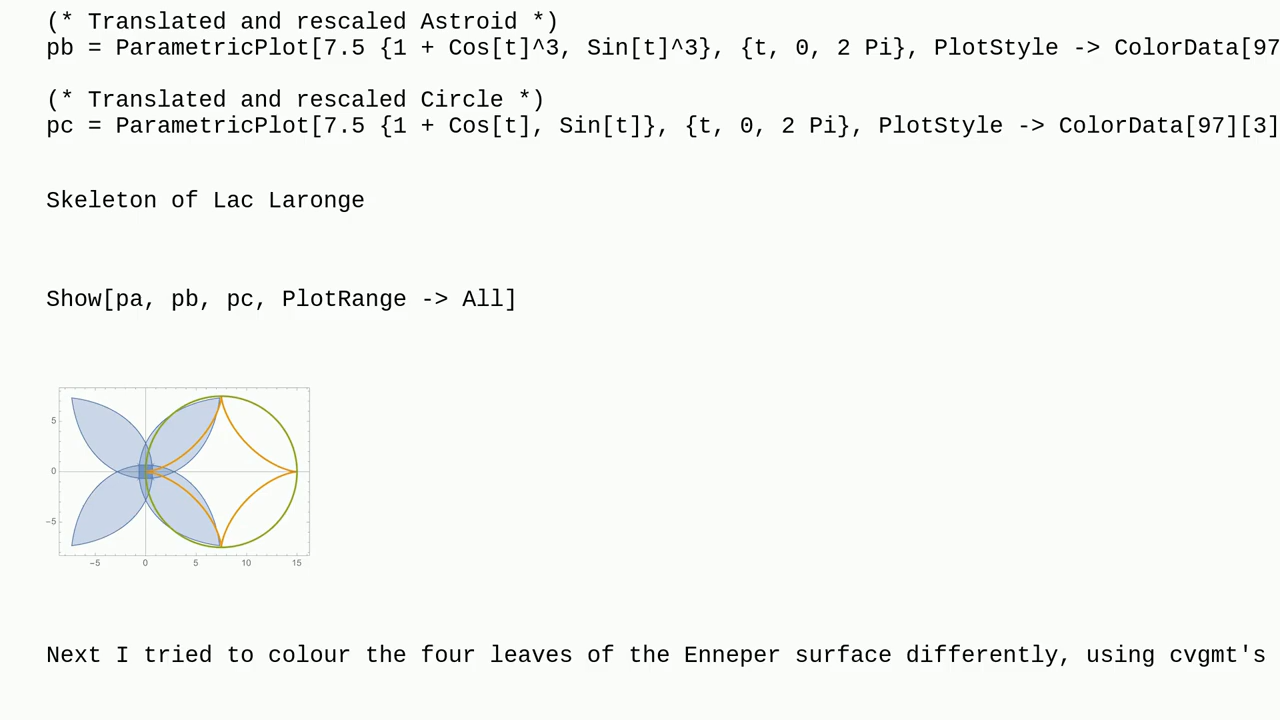 (* Translated and rescaled Astroid *)
pb = ParametricPlot[7.5 {1 + Cos[t]^3, Sin[t]^3}, {t, 0, 2 Pi}, PlotStyle -> ColorData[97
(* Translated and rescaled Circle *)
pc = ParametricPlot[7.5 {1 + Cos[t], Sin[t]}, {t, 0, 2 Pi}, PlotStyle -> ColorData[97][3]
Skeleton of Lac Laronge
Show[pa, pb, pc, PlotRange -> All]
5
0
-5
-5 0 5 10 15
Next I tried to colour the four leaves of the Enneper surface differently, using cvgmt's